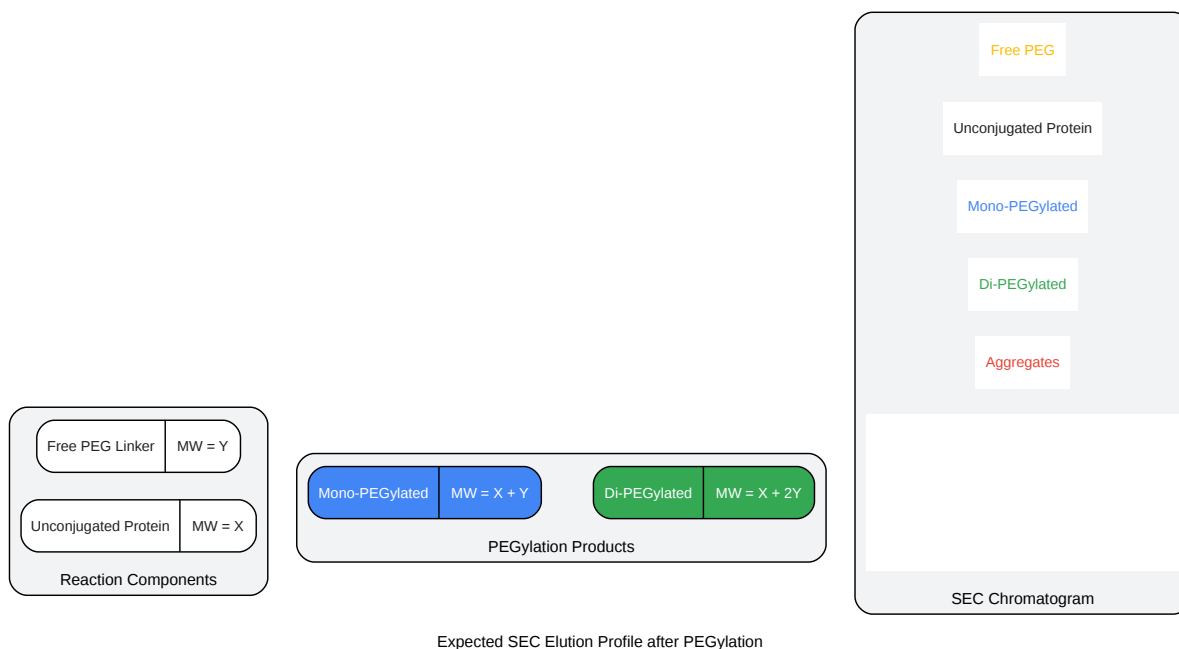 Free PEG
Unconjugated Protein
Mono-PEGylated
Di-PEGylated
Aggregates
SEC Chromatogram
Free PEG Linker MW = Y
Unconjugated Protein MW = X
Reaction Components
Mono-PEGylated MW = X + Y
Di-PEGylated MW = X + 2Y
PEGylation Products
Expected SEC Elution Profile after PEGylation